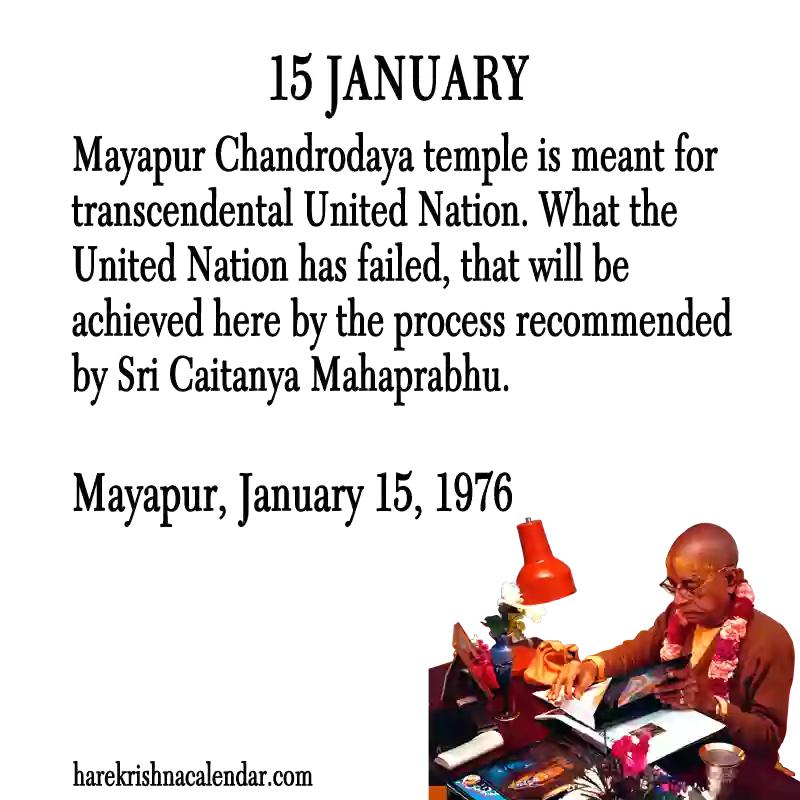 15 JANUARY
Mayapur Chandrodaya temple is meant for
transcendental United Nation. What the
United Nation has failed, that will be
achieved here by the process recommended
by Sri Caitanya Mahaprabhu.
Mayapur, January 15, 1976
harekrishnacalendar.com